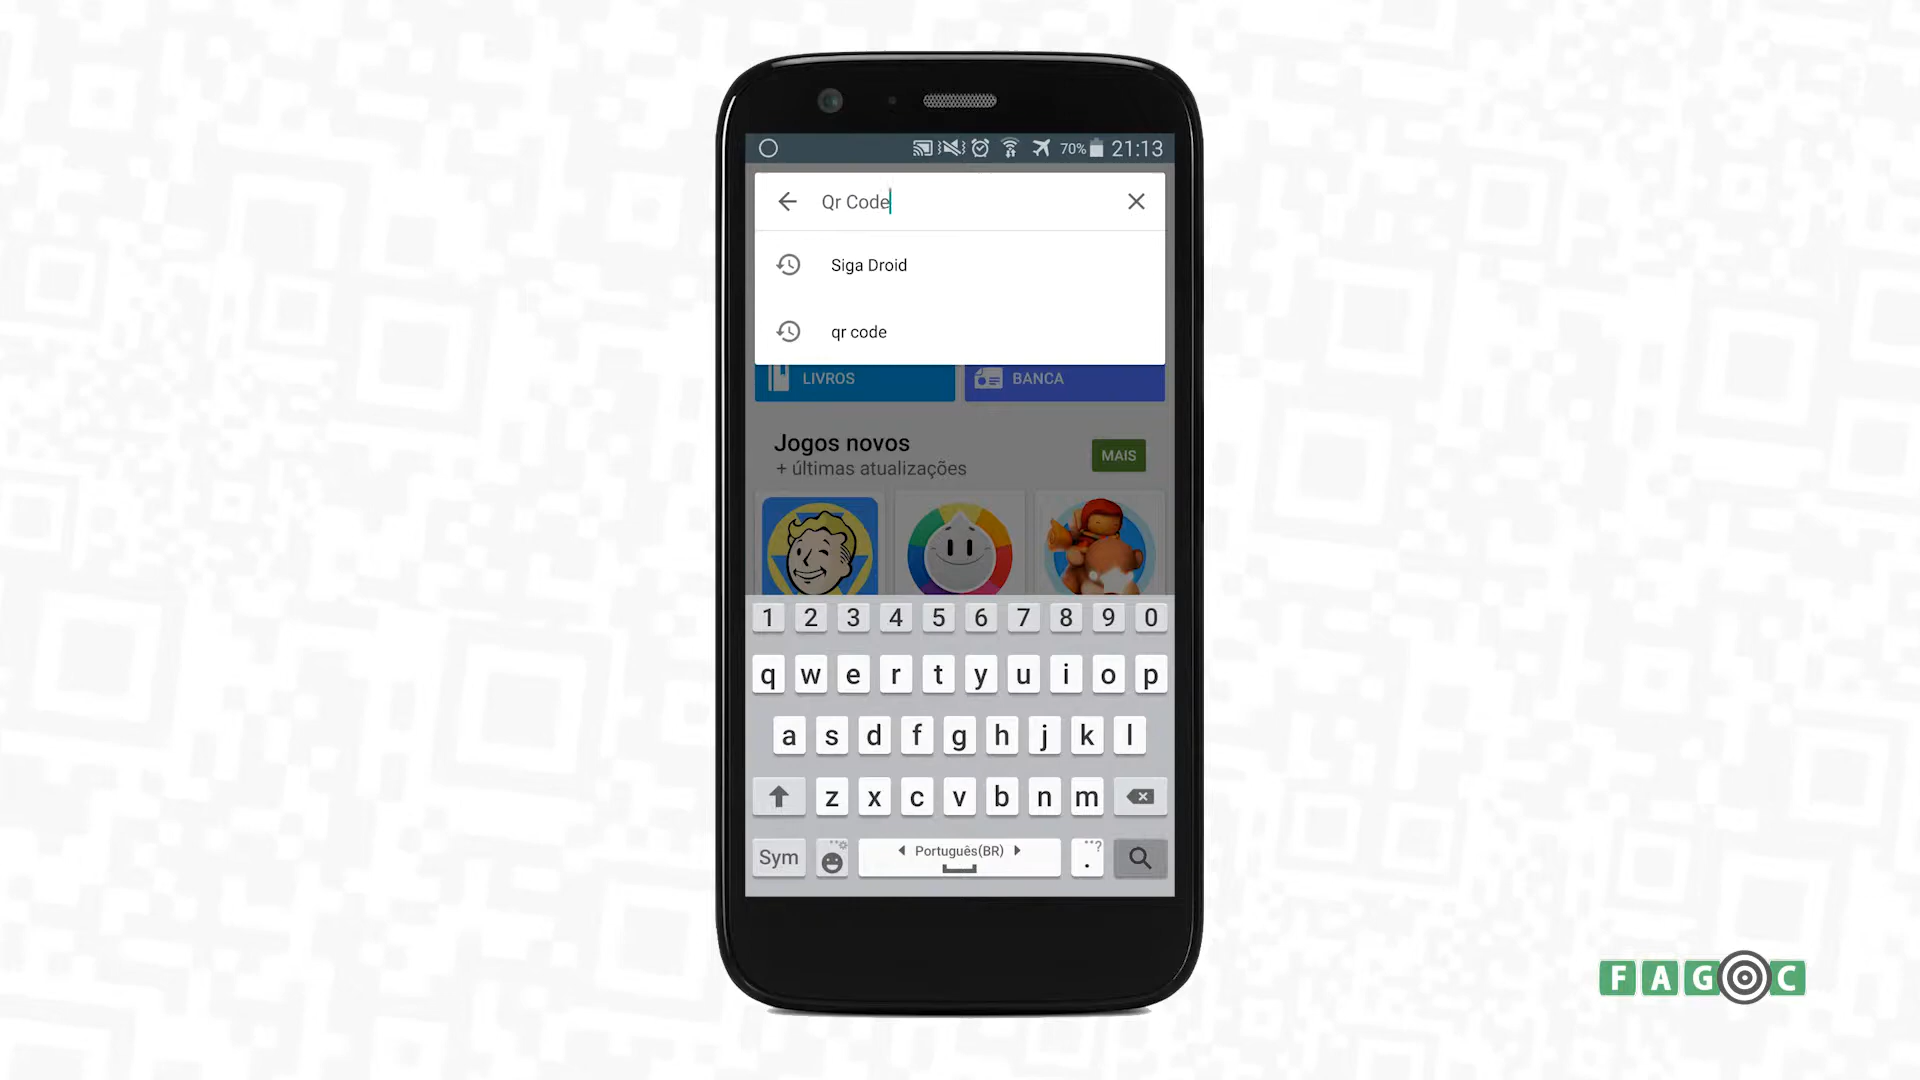 70% 21:13
Qr Code
Siga Droid
qr code
LIVROS BANCA
Jogos novos
MAIS
+ últimas atualizações
1 2 3 4 5 6 7 8 9 0
q w e r t y u i o p
a s d f g h j k l
z x c v b n m
Sym Português(BR) . ?
FAGOC